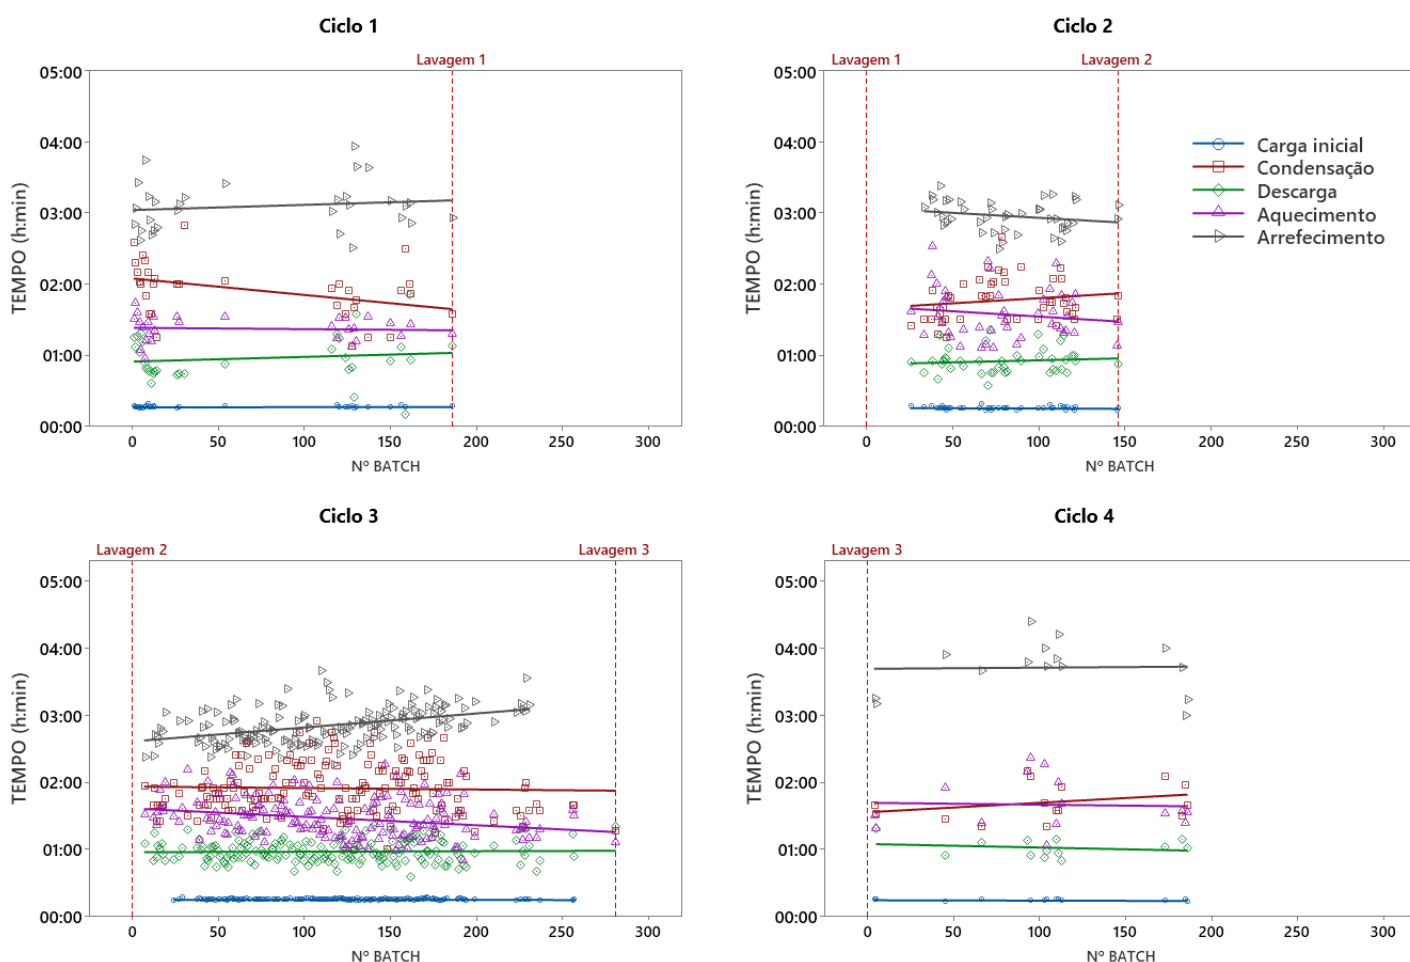 Ciclo 1
Lavagem 1
05:00
04:00
03:00
02:00
01:00
00:00
TEMPO (h:min)
0 50 100 150 200 250 300
Nº BATCH
Ciclo 2
Lavagem 1 Lavagem 2
05:00
04:00
03:00
02:00
01:00
00:00
TEMPO (h:min)
0 50 100 150 200 250 300
Nº BATCH
Carga inicial
Condensação
Descarga
Aquecimento
Arrefecimento
Ciclo 3
Lavagem 2 Lavagem 3
05:00
04:00
03:00
02:00
01:00
00:00
TEMPO (h:min)
0 50 100 150 200 250 300
Nº BATCH
Ciclo 4
Lavagem 3
05:00
04:00
03:00
02:00
01:00
00:00
TEMPO (h:min)
0 50 100 150 200 250 300
Nº BATCH